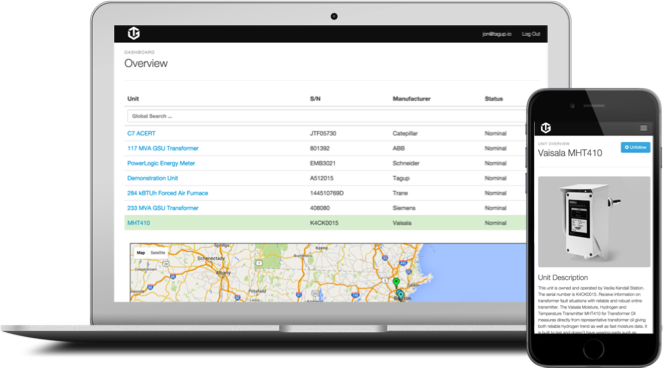 jon@tagup.io Log Out
DASHBOARD
Overview
Unit S/N Manufacturer Status
Global Search ...
C7 ACERT JTF05730 Catepillar Nominal
117 MVA GSU Transformer 801392 ABB Nominal
PowerLogic Energy Meter EMB3021 Schneider Nominal
Demonstration Unit A512015 Tagup Nominal
284 kBTUh Forced Air Furnace 144510769D Trane Nominal
233 MVA GSU Transformer 408080 Siemens Nominal
MHT410 K4CK0015 Vaisala Nominal
Map Satellite
Schenectady
Albany
Pittsfield
UNIT OVERVIEW
Vaisala MHT410
Unfollow
Unit Description
This unit is owned and operated by Veolia Kendall Station.
The serial number is K4CK0015. Receive information on
transformer fault situations with reliable and robust online
transmitter. The Vaisala Moisture, Hydrogen and
Temperature Transmitter MHT410 for Transformer Oil
measures directly from representative transformer oil giving
both reliable hydrogen trend as well as fast moisture data. It